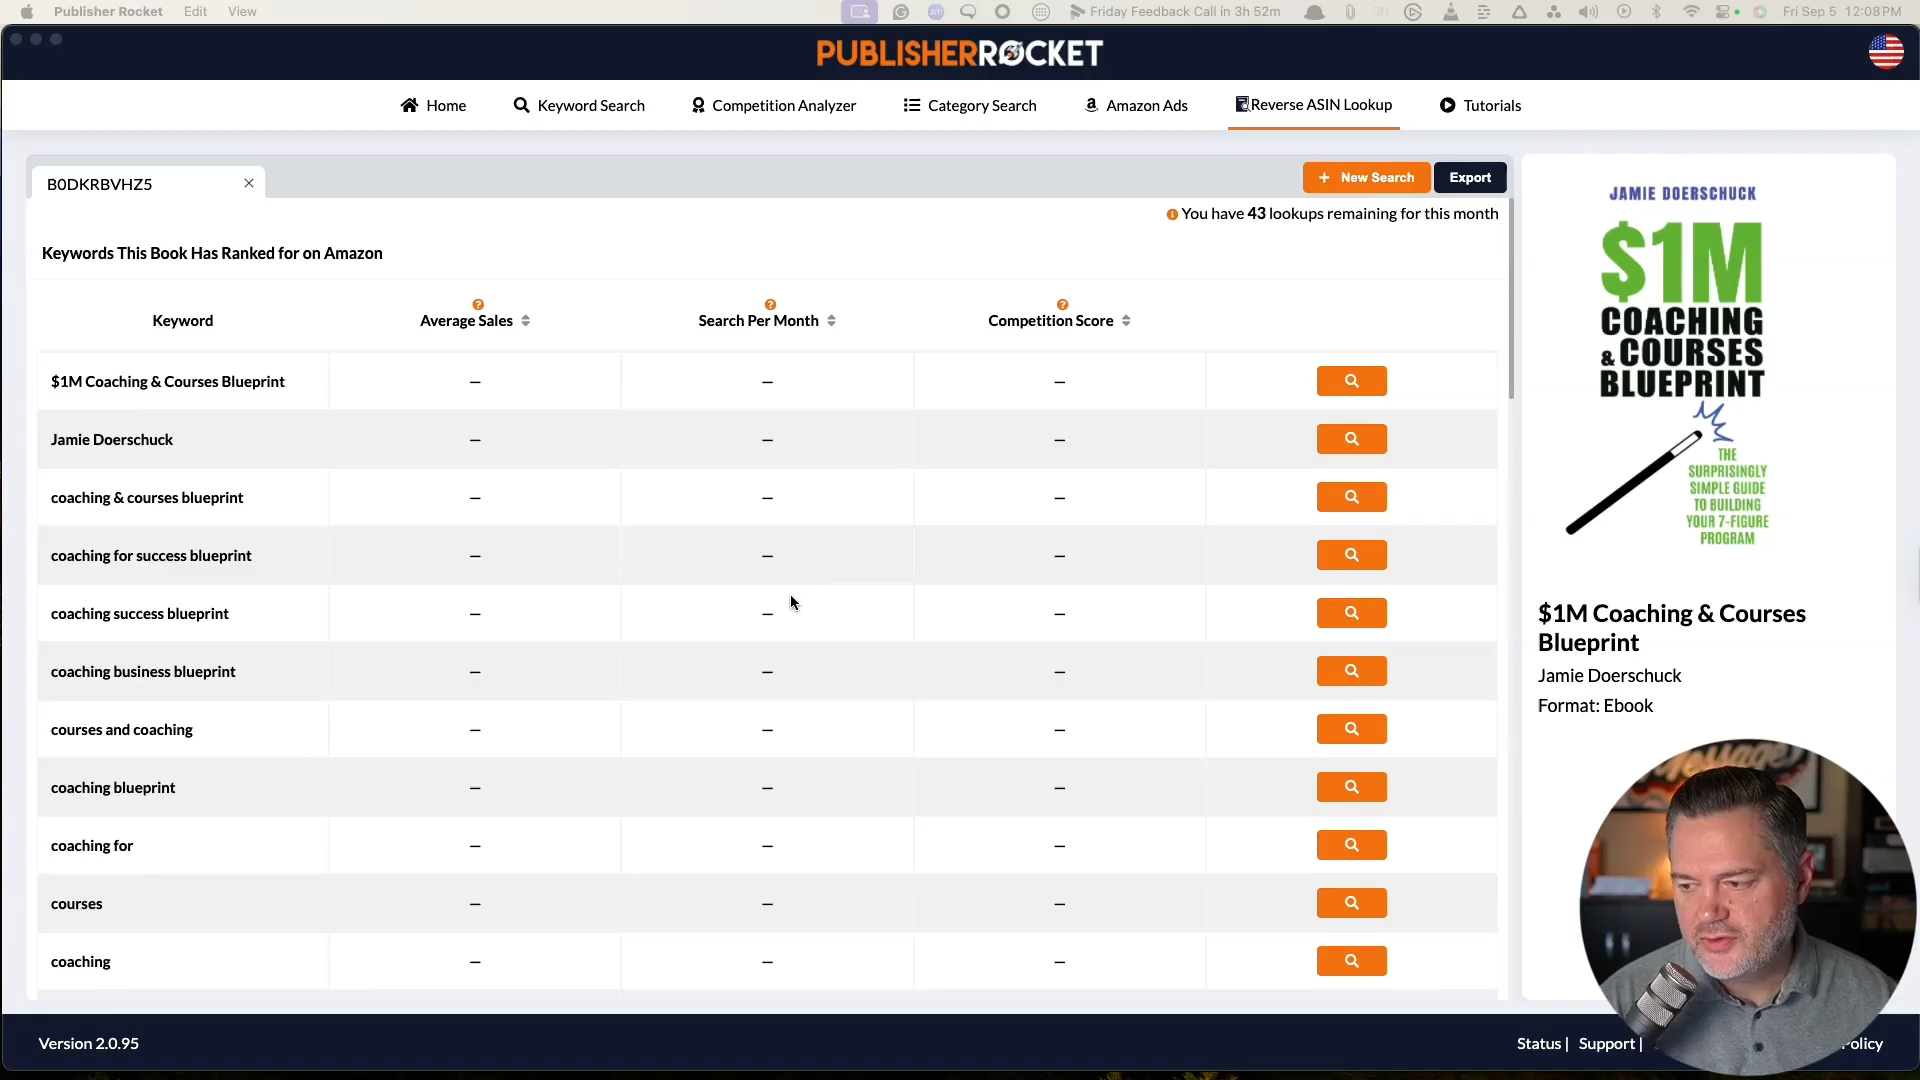 Publisher Rocket Edit View Friday Feedback Call in 3h 52m Fri Sep 5 12:08 PM
PUBLISHERROCKET
Home Keyword Search Competition Analyzer Category Search Amazon Ads Reverse ASIN Lookup Tutorials
B0DKRBVHZ5
+ New Search Export
You have 43 lookups remaining for this month
Keywords This Book Has Ranked for on Amazon
Keyword Average Sales Search Per Month Competition Score
$1M Coaching & Courses Blueprint – – –
Jamie Doerschuck – – –
coaching & courses blueprint – – –
coaching for success blueprint – – –
coaching success blueprint – – –
coaching business blueprint – – –
courses and coaching – – –
coaching blueprint – – –
coaching for – – –
courses – – –
coaching – – –
JAMIE DOERSCHUCK
$1M
COACHING
& COURSES
BLUEPRINT
THE
SURPRISINGLY
SIMPLE GUIDE
TO BUILDING
YOUR 7-FIGURE
PROGRAM
$1M Coaching & Courses
Blueprint
Jamie Doerschuck
Format: Ebook
Version 2.0.95
Status | Support | Policy